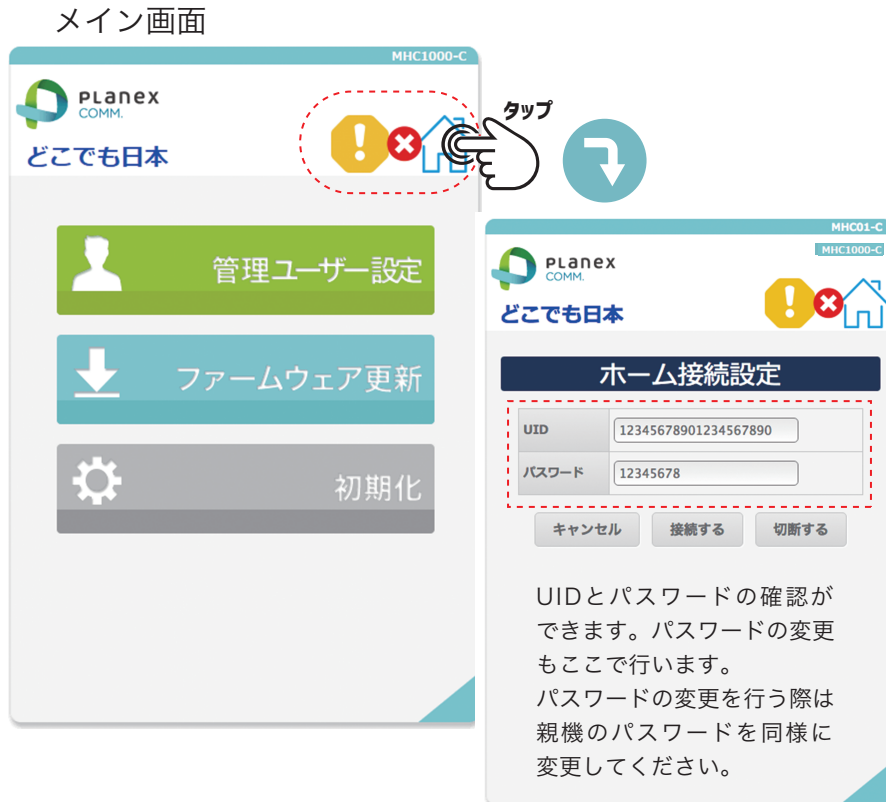 メイン画面
MHC1000-C
PLanex
COMM.
どこでも日本
タップ
管理ユーザー設定
ファームウェア更新
初期化
MHC01-C
MHC1000-C
PLanex
COMM.
どこでも日本
ホーム接続設定
UID 12345678901234567890
パスワード 12345678
キャンセル 接続する 切断する
UIDとパスワードの確認が
できます。パスワードの変更
もここで行います。
パスワードの変更を行う際は
親機のパスワードを同様に
変更してください。